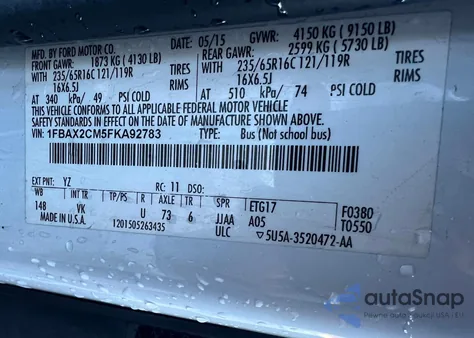 MFD. BY FORD MOTOR CO.
05/15 GVWR: 4150 KG ( 9150 LB)
FRONT GAWR: 1873 KG ( 4130 LB)
REAR GAWR: 2599 KG ( 5730 LB)
WITH 235/65R16C 121/119R TIRES
WITH 235/65R16C 121/119R TIRES
16X6.5J RIMS
16X6.5J RIMS
AT 340 kPa/ 49 PSI COLD
AT 510 kPa/ 74 PSI COLD
THIS VEHICLE CONFORMS TO ALL APPLICABLE FEDERAL MOTOR VEHICLE
SAFETY STANDARDS IN EFFECT ON THE DATE OF MANUFACTURE SHOWN ABOVE.
VIN: 1FBAX2CM5FKA92783 TYPE: Bus (Not school bus)
EXT PNT: YZ RC: 11 DSO:
WB INT TR TP/PS R AXLE TR SPR
148 VK U 73 6 JJAA
ETG17 F0380
AOS T0550
MADE IN U.S.A. 1201505263435 ULC
5U5A-3520472-AA
autoSnap